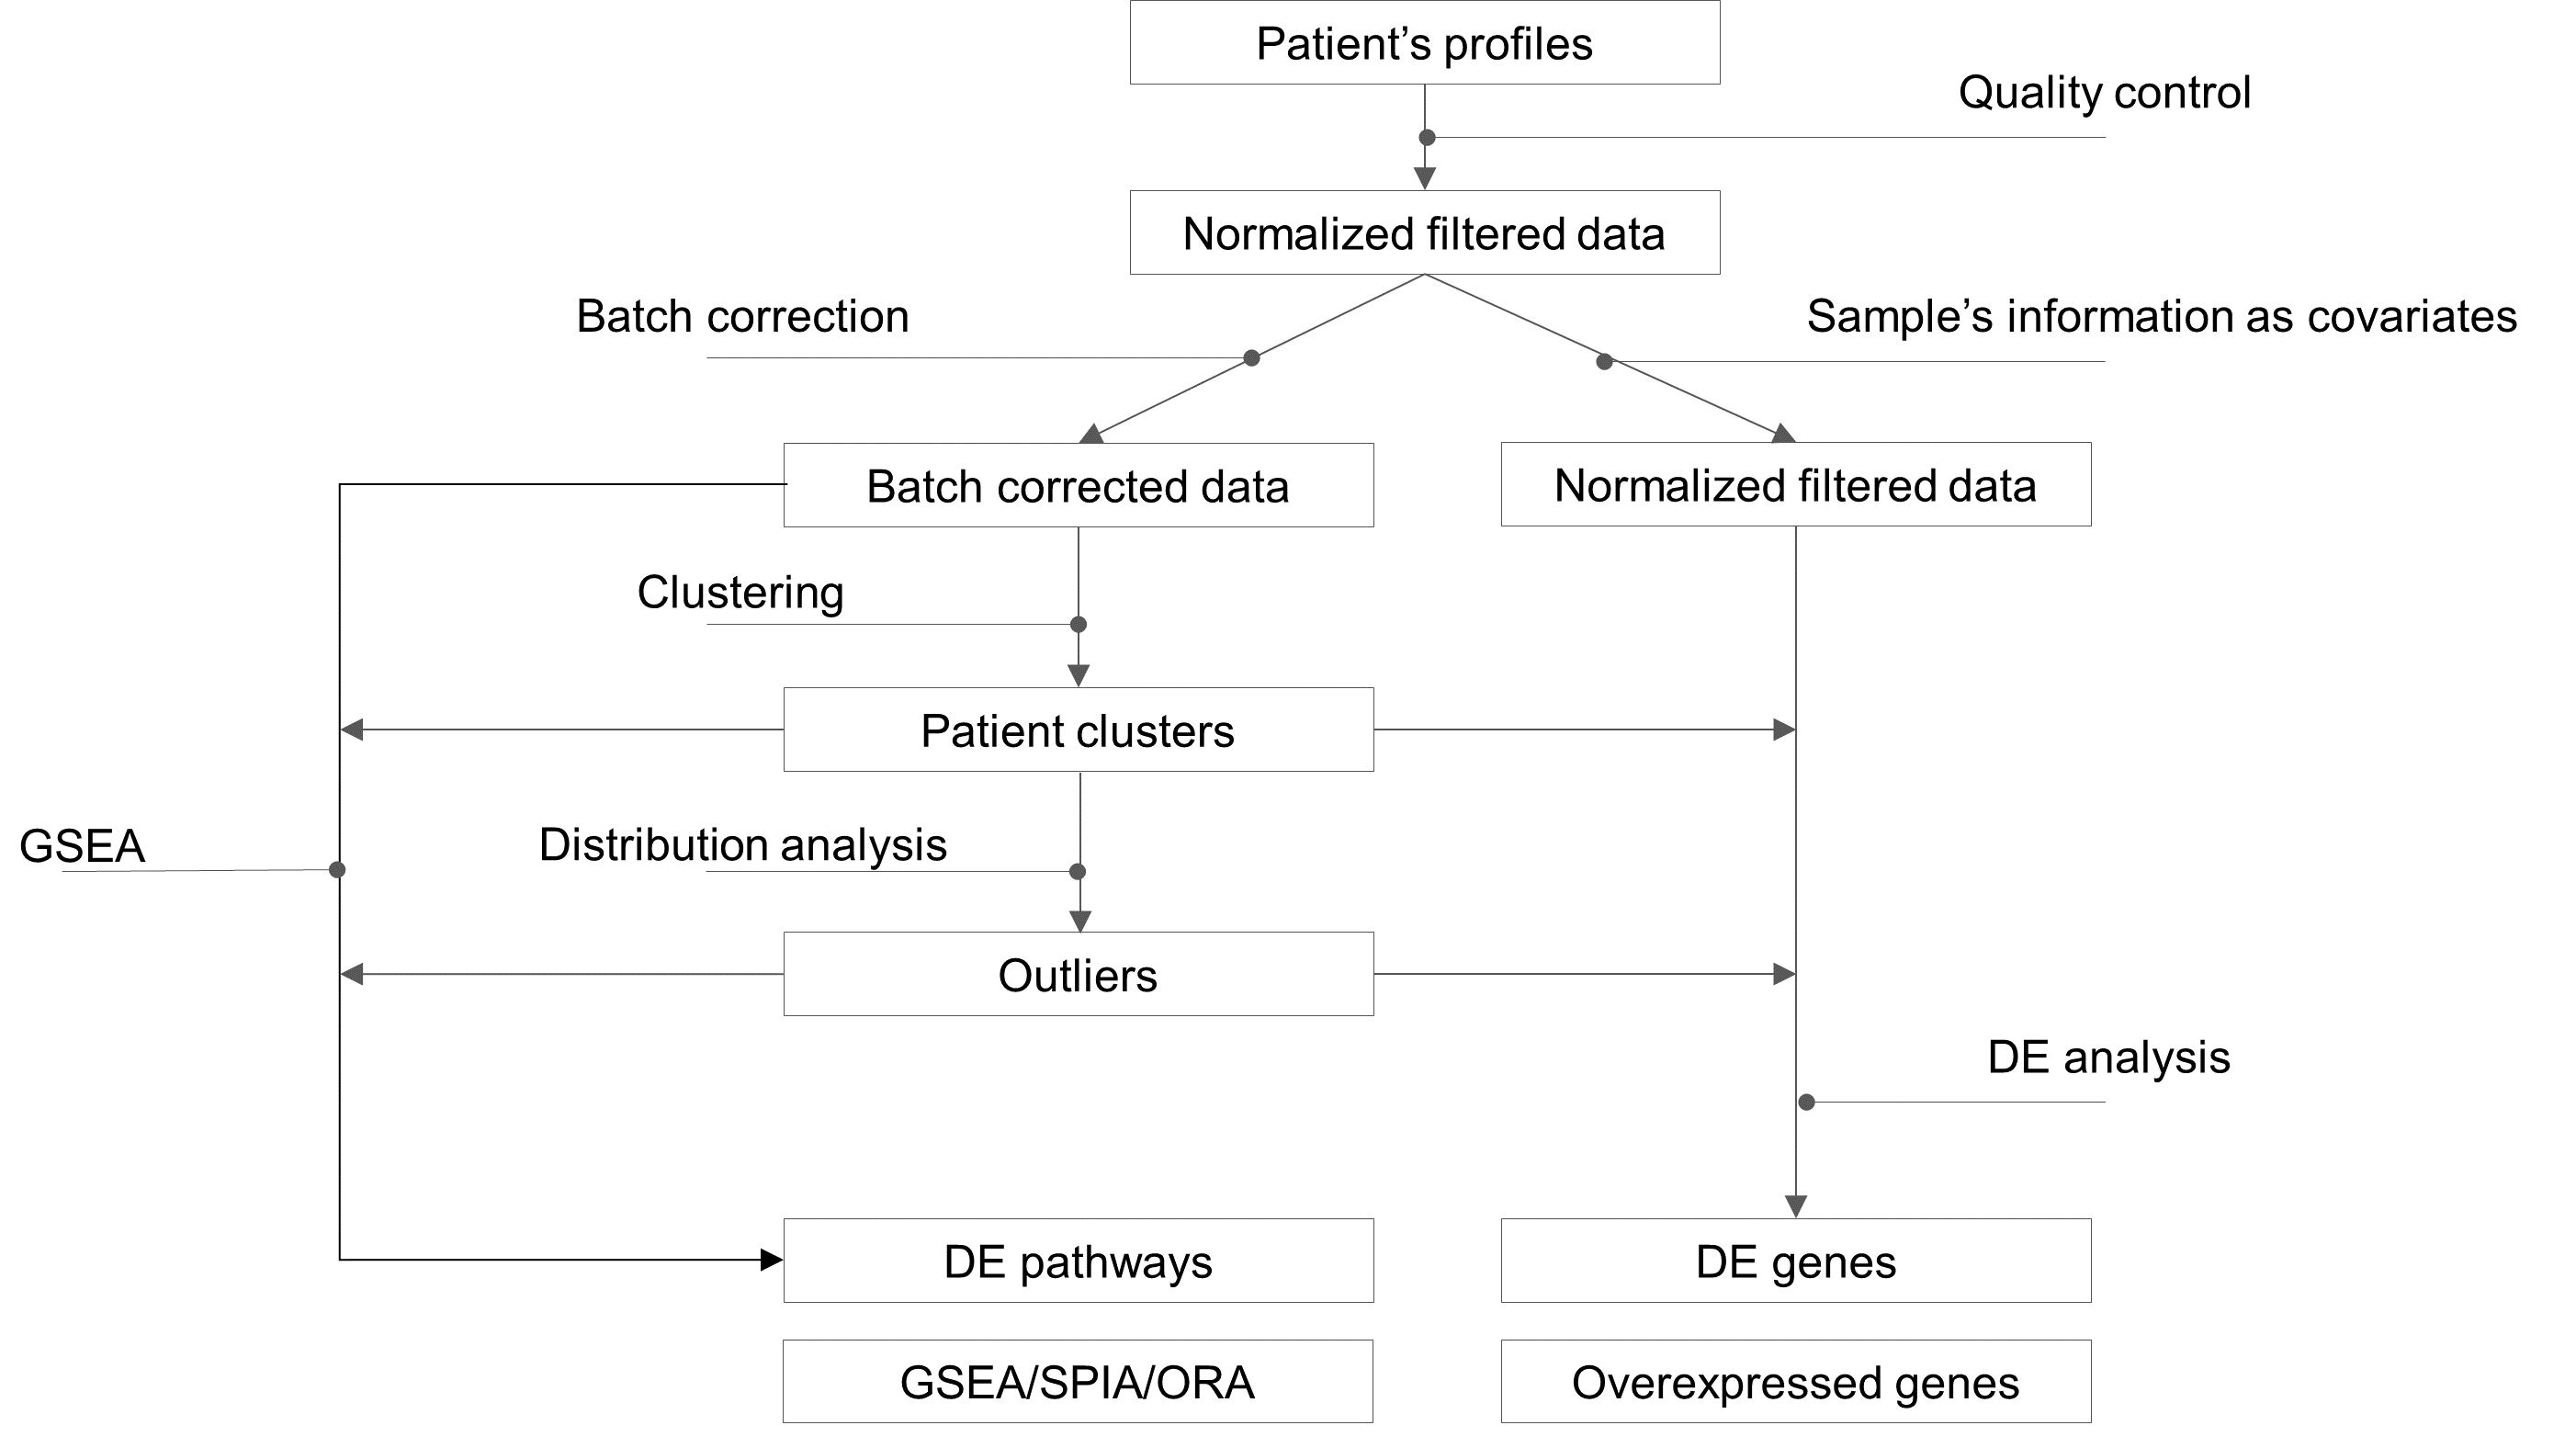 Patient’s profiles
Quality control
Normalized filtered data
Batch correction
Sample’s information as covariates
Batch corrected data
Normalized filtered data
Clustering
Patient clusters
GSEA
Distribution analysis
Outliers
DE analysis
DE pathways
DE genes
GSEA/SPIA/ORA
Overexpressed genes